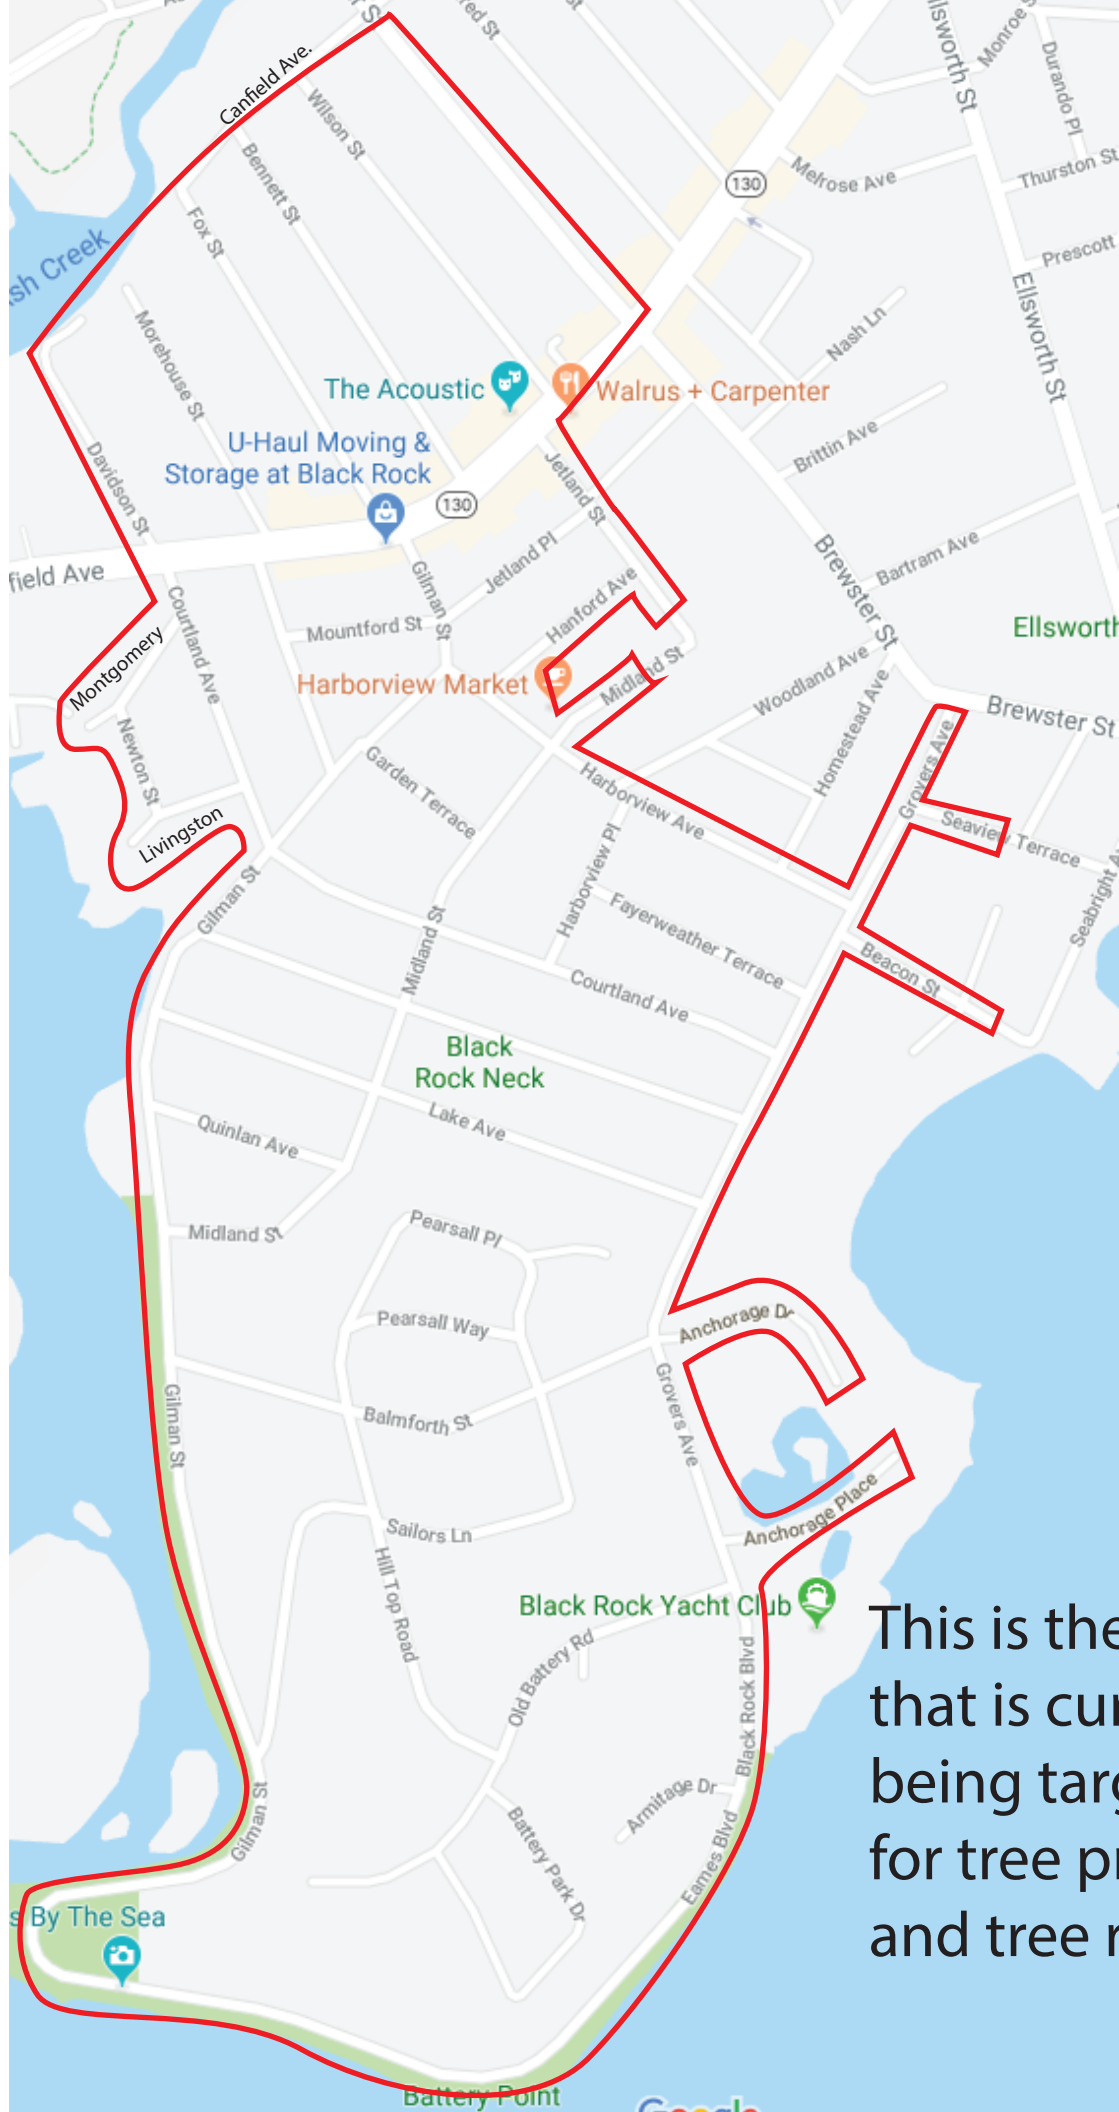 Canfield Ave.
Wilson St
Bennett St
Fox St
Morehouse St
Davidson St
sh Creek
130
Melrose Ave
llsworth St
Monroe S
Durando Pl
Thurston St
Prescott
Ellsworth St
Nash Ln
The Acoustic
Walrus + Carpenter
U-Haul Moving &
Storage at Black Rock
130
Brittin Ave
Jetland St
field Ave
Jetland Pl
Gilman St
Bartram Ave
Brewster St
Courtland Ave
Mountford St
Hanford Ave
Ellsworth
Montgomery
Harborview Market
Midland St
Woodland Ave
Homestead Ave
Brewster St
Newton St
Garden Terrace
Harborview Ave
Grovers Ave
Livingston
Seaview Terrace
Harborview Pl
Gilman St
Fayerweather Terrace
Seabright A
Midland St
Beacon St
Courtland Ave
Black
Rock Neck
Lake Ave
Quinlan Ave
Midland St
Pearsall Pl
Pearsall Way
Anchorage Dr
Gilman St
Balmforth St
Grovers Ave
Anchorage Place
Sailors Ln
Hill Top Road
Black Rock Yacht Club
Old Battery Rd
Black Rock Blvd
This is the
that is cur
being targ
for tree pr
and tree r
Gilman St
Armitage Dr
Battery Park Dr
Eames Blvd
s By The Sea
Battery Point
Google